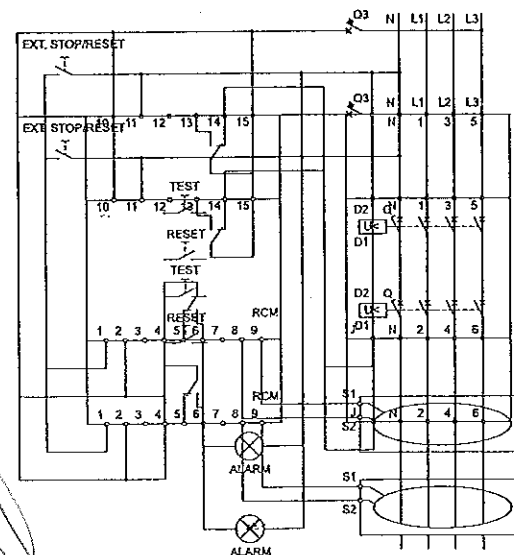 Q3 N L1 L2 L3
EXT. STOP/RESET
Q3 N L1 L2 L3
10 11 12 13 14 15 N 1 3 5
EXT STOP/RESET
TEST
10 11 12 13 14 15 D2 Q N 1 3 5
U<
RESET D1
TEST
D2 Q
U<
RESET RCM D1
1 2 3 4 5 6 7 8 9 J N 2 4 6
RCM S1
1 2 3 4 5 6 7 8 9 J N 2 4 6
S2
ALARM S1
S2
ALARM